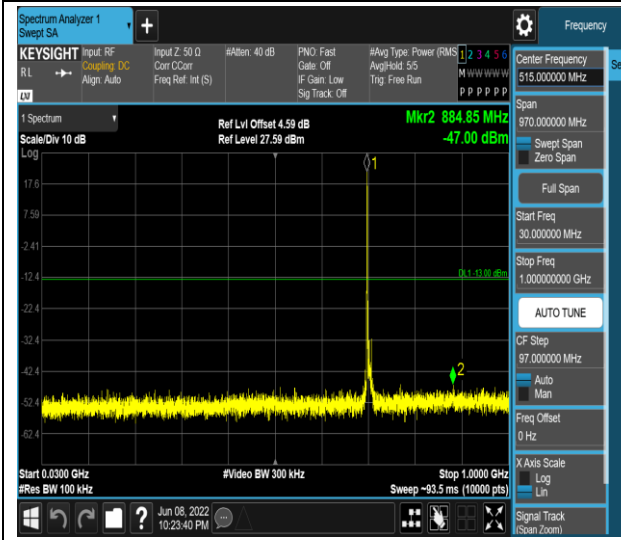 Spectrum Analyzer 1
Swept SA
+
Frequency
KEYSIGHT
RL
LXI
Input: RF
Coupling: DC
Align: Auto
Input Z: 50 Ω
Corr CCorr
Freq Ref: Int (S)
#Atten: 40 dB
PNO: Fast
Gate: Off
IF Gain: Low
Sig Track: Off
#Avg Type: Power (RMS
Avg|Hold: 5/5
Trig: Free Run
1 2 3 4 5 6
M W W W W W
P P P P P P
1 Spectrum
Scale/Div 10 dB
Log
Ref Lvl Offset 4.59 dB
Ref Level 27.59 dBm
Mkr2 884.85 MHz
-47.00 dBm
1
17.6
7.59
-2.41
-12.4
DL1 -13.00 dBm
-22.4
-32.4
-42.4
2
-52.4
-62.4
Start 0.0300 GHz
#Res BW 100 kHz
#Video BW 300 kHz
Stop 1.0000 GHz
Sweep ~93.5 ms (10000 pts)
?
Jun 08, 2022
10:23:40 PM
Center Frequency
515.000000 MHz
Se
Span
970.000000 MHz
Swept Span
Zero Span
Full Span
Start Freq
30.000000 MHz
Stop Freq
1.000000000 GHz
AUTO TUNE
CF Step
97.000000 MHz
Auto
Man
Freq Offset
0 Hz
X Axis Scale
Log
Lin
Signal Track
(Span Zoom)